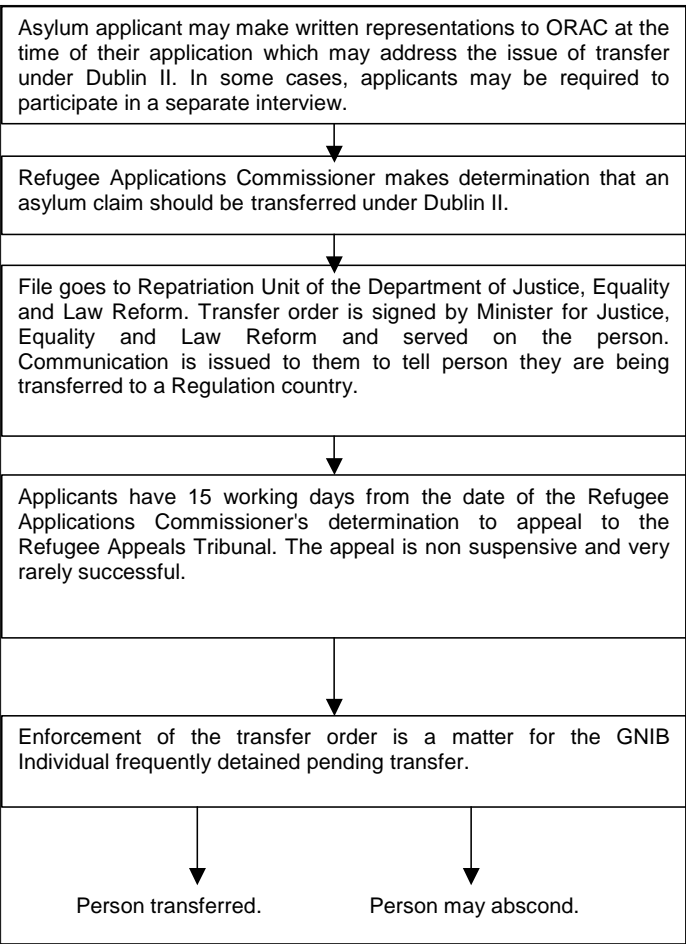 Asylum applicant may make written representations to ORAC at the
time of their application which may address the issue of transfer
under Dublin II. In some cases, applicants may be required to
participate in a separate interview.
Refugee Applications Commissioner makes determination that an
asylum claim should be transferred under Dublin II.
File goes to Repatriation Unit of the Department of Justice, Equality
and Law Reform. Transfer order is signed by Minister for Justice,
Equality and Law Reform and served on the person.
Communication is issued to them to tell person they are being
transferred to a Regulation country.
Applicants have 15 working days from the date of the Refugee
Applications Commissioner's determination to appeal to the
Refugee Appeals Tribunal. The appeal is non suspensive and very
rarely successful.
Enforcement of the transfer order is a matter for the GNIB
Individual frequently detained pending transfer.
Person transferred. Person may abscond.